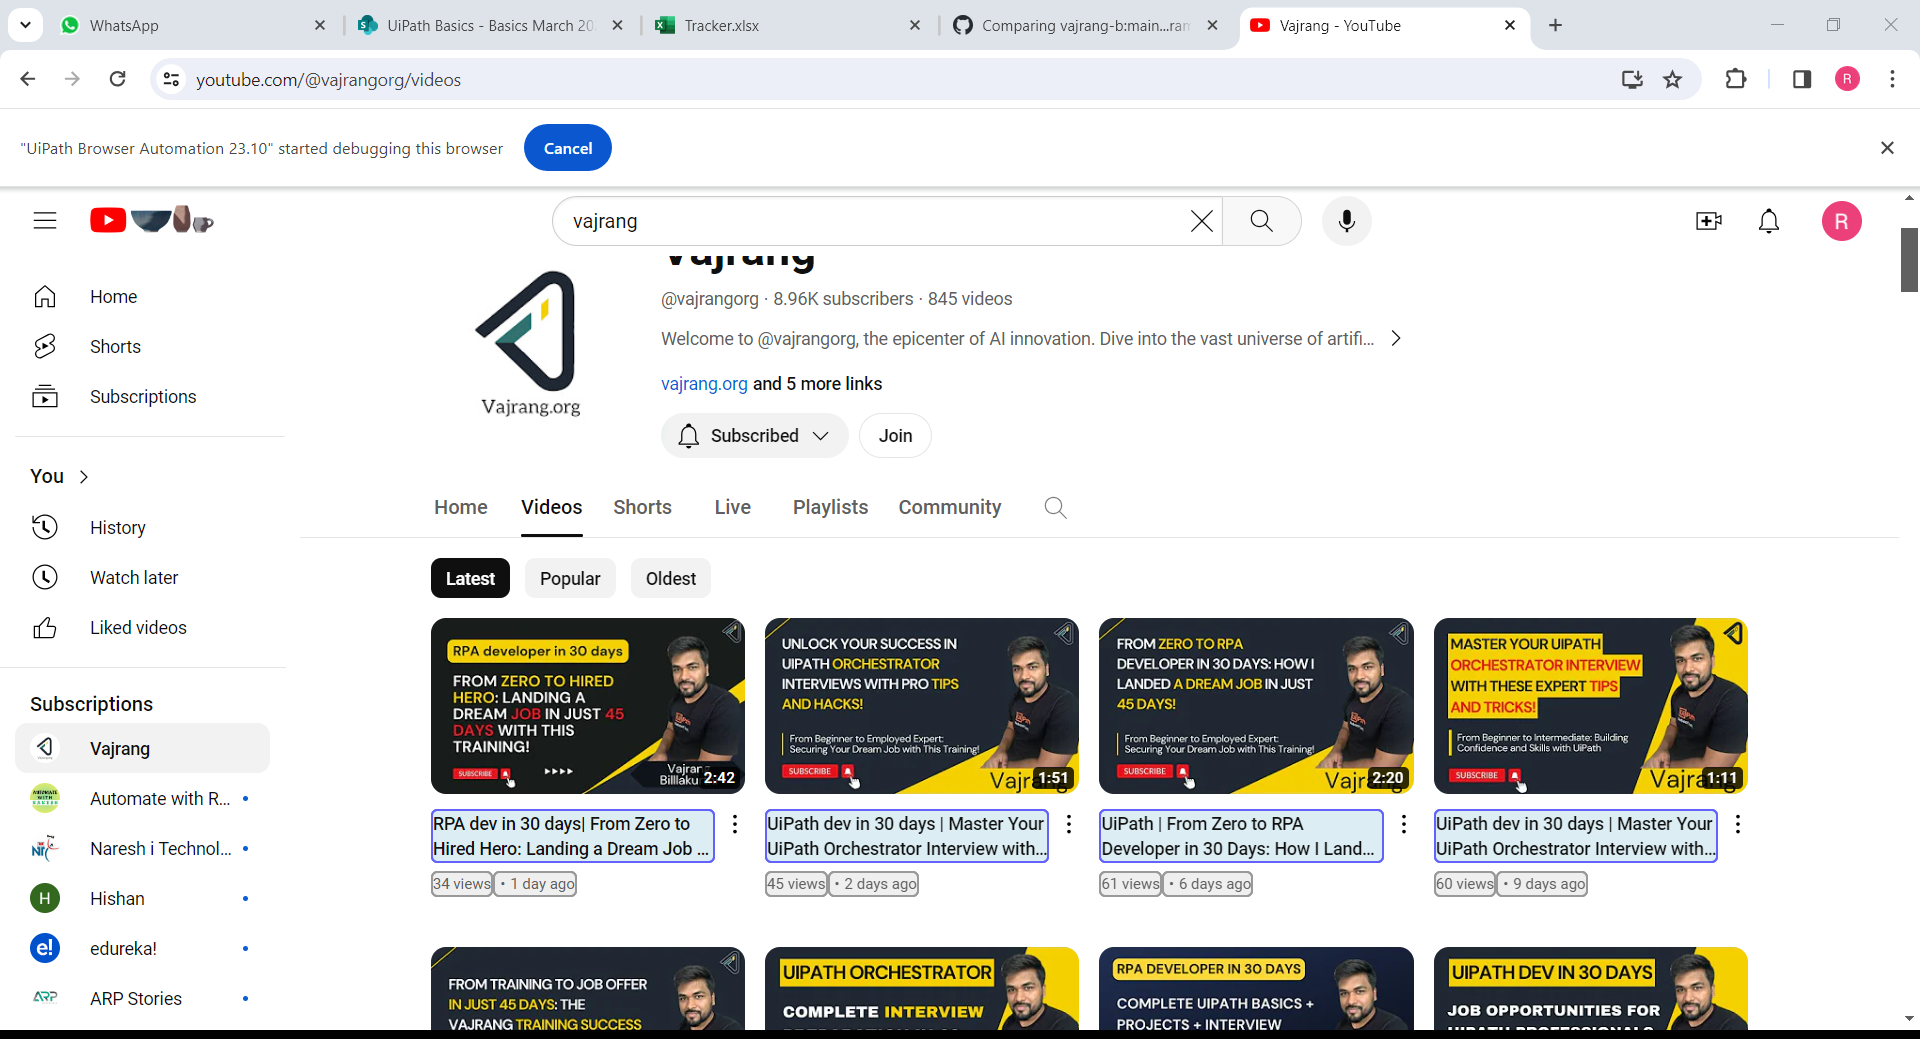 WhatsApp
UiPath Basics - Basics March 20
Tracker.xlsx
Comparing vajrang-b:main...ran
Vajrang - YouTube
youtube.com/@vajrangorg/videos
R
"UiPath Browser Automation 23.10" started debugging this browser
Cancel
vajrang
R
Home
Shorts
Subscriptions
You
History
Watch later
Liked videos
Subscriptions
Vajrang
Automate with R...
Naresh i Technol...
H
Hishan
e!
edureka!
ARP
ARP Stories
Vajrang
Vajrang.org
@vajrangorg · 8.96K subscribers · 845 videos
Welcome to @vajrangorg, the epicenter of AI innovation. Dive into the vast universe of artifi...
vajrang.org and 5 more links
Subscribed
Join
Home
Videos
Shorts
Live
Playlists
Community
Latest
Popular
Oldest
RPA developer in 30 days
FROM ZERO TO HIRED
HERO: LANDING A
DREAM JOB IN JUST 45
DAYS WITH THIS
TRAINING!
SUBSCRIBE
Vajrang
Billlaku
2:42
RPA dev in 30 days| From Zero to
Hired Hero: Landing a Dream Job ...
34 views • 1 day ago
UNLOCK YOUR SUCCESS IN
UIPATH ORCHESTRATOR
INTERVIEWS WITH PRO TIPS
AND HACKS!
From Beginner to Employed Expert:
Securing Your Dream Job with This Training!
SUBSCRIBE
Vajrang
1:51
UiPath dev in 30 days | Master Your
UiPath Orchestrator Interview with...
45 views • 2 days ago
FROM ZERO TO RPA
DEVELOPER IN 30 DAYS: HOW I
LANDED A DREAM JOB IN JUST
45 DAYS!
From Beginner to Employed Expert:
Securing Your Dream Job with This Training!
SUBSCRIBE
Vajrang
2:20
UiPath | From Zero to RPA
Developer in 30 Days: How I Land...
61 views • 6 days ago
MASTER YOUR UIPATH
ORCHESTRATOR INTERVIEW
WITH THESE EXPERT TIPS
AND TRICKS!
From Beginner to Intermediate: Building
Confidence and Skills with UiPath
SUBSCRIBE
Vajrang
1:11
UiPath dev in 30 days | Master Your
UiPath Orchestrator Interview with...
60 views • 9 days ago
FROM TRAINING TO JOB OFFER
IN JUST 45 DAYS: THE
VAJRANG TRAINING SUCCESS
UIPATH ORCHESTRATOR
COMPLETE INTERVIEW
RPA DEVELOPER IN 30 DAYS
COMPLETE UIPATH BASICS +
PROJECTS + INTERVIEW
UIPATH DEV IN 30 DAYS
JOB OPPORTUNITIES FOR